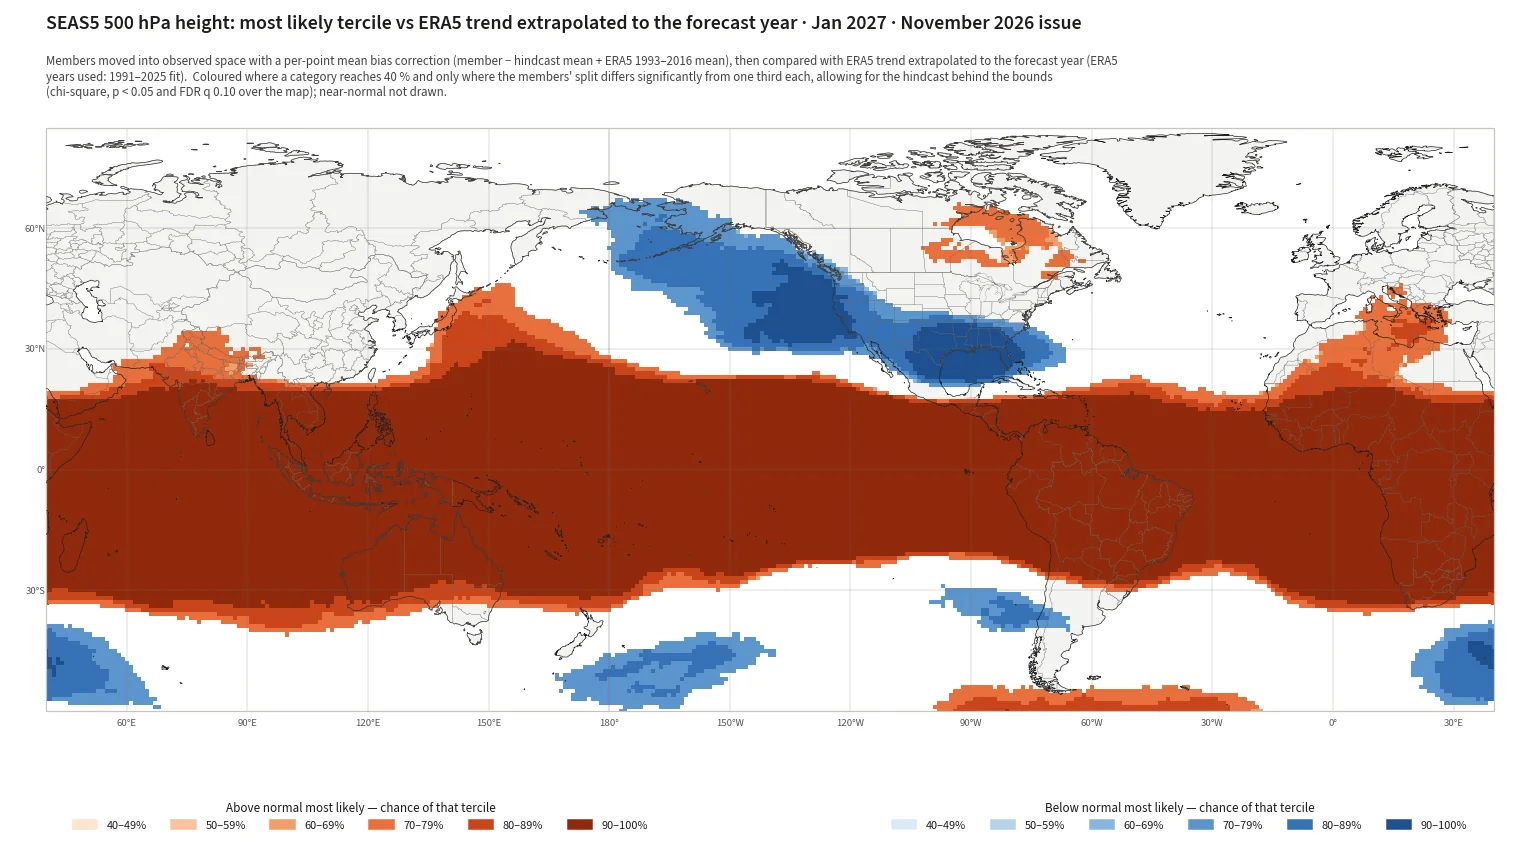 SEAS5 500 hPa height: most likely tercile vs ERA5 trend extrapolated to the forecast year · Jan 2027 · November 2026 issue
Members moved into observed space with a per-point mean bias correction (member − hindcast mean + ERA5 1993–2016 mean), then compared with ERA5 trend extrapolated to the forecast year (ERA5
years used: 1991–2025 fit). Coloured where a category reaches 40 % and only where the members' split differs significantly from one third each, allowing for the hindcast behind the bounds
(chi-square, p < 0.05 and FDR q 0.10 over the map); near-normal not drawn.
60°N
30°N
0°
30°S
60°E 90°E 120°E 150°E 180° 150°W 120°W 90°W 60°W 30°W 0° 30°E
Above normal most likely — chance of that tercile
40–49% 50–59% 60–69% 70–79% 80–89% 90–100%
Below normal most likely — chance of that tercile
40–49% 50–59% 60–69% 70–79% 80–89% 90–100%